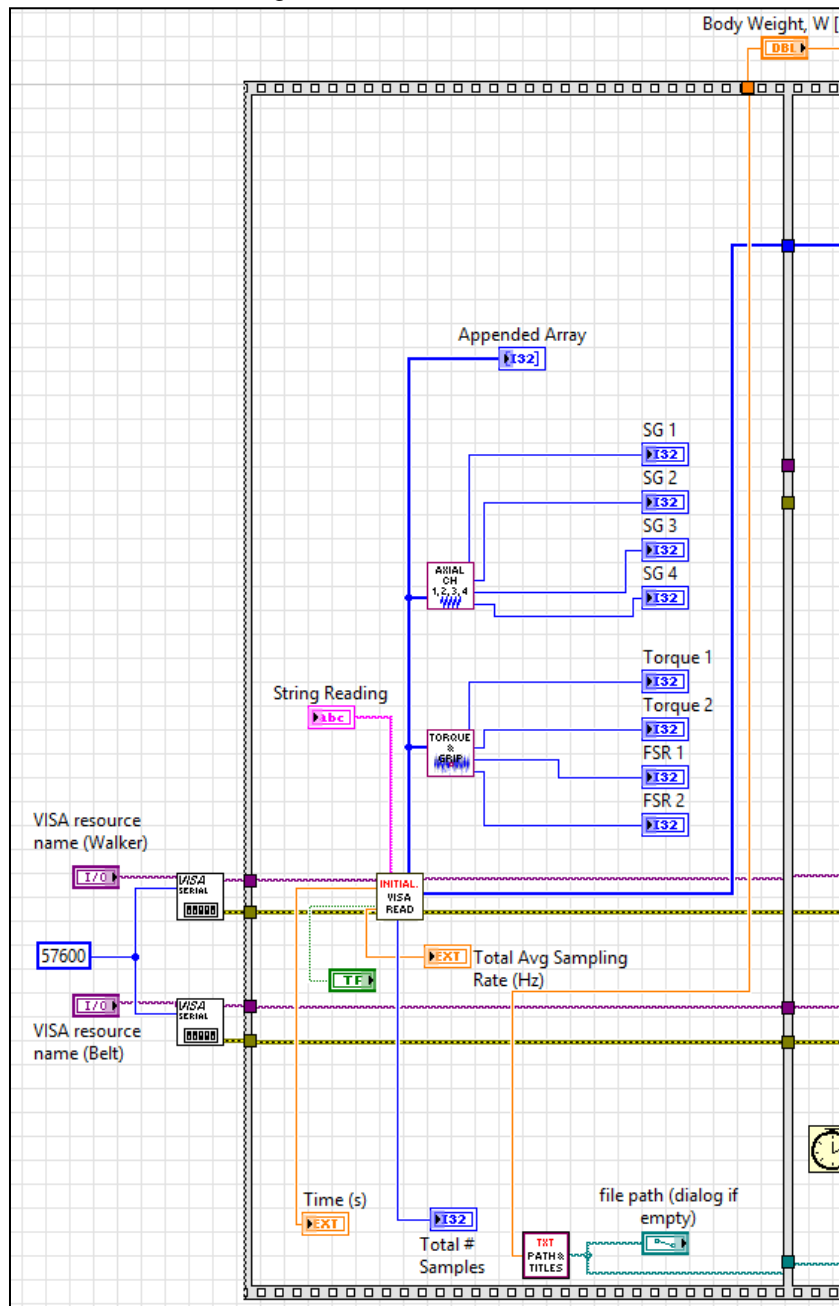 Body Weight, W [
DBL
Appended Array
[I32]
SG 1
I32
SG 2
I32
SG 3
I32
SG 4
I32
AXIAL
CH
1,2,3,4
Torque 1
I32
Torque 2
I32
FSR 1
I32
FSR 2
I32
TORQUE
&
GRIP
String Reading
abc
VISA resource
name (Walker)
I/O
VISA
SERIAL
INITIAL.
VISA
READ
57600
EXT
Total Avg Sampling
Rate (Hz)
TF
I/O
VISA
SERIAL
VISA resource
name (Belt)
Time (s)
EXT
I32
Total #
Samples
file path (dialog if
empty)
TXT
PATH &
TITLES